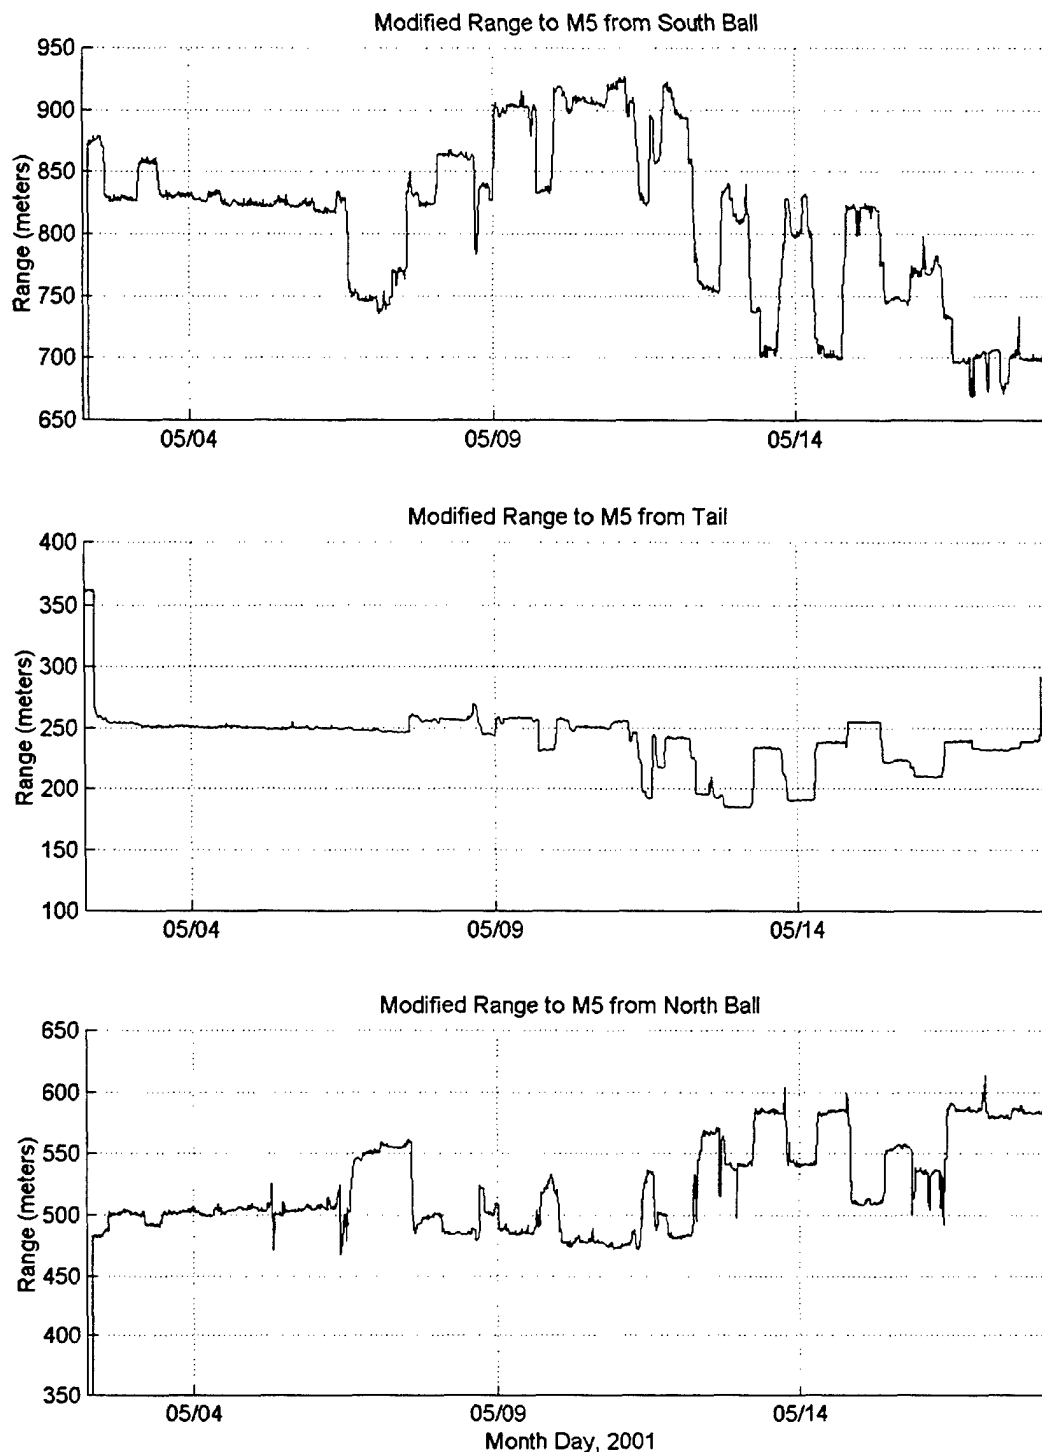 Modified Range to M5 from South Ball
950
900
850
800
750
700
650
Range (meters)
05/04 05/09 05/14
Modified Range to M5 from Tail
400
350
300
250
200
150
100
Range (meters)
05/04 05/09 05/14
Modified Range to M5 from North Ball
650
600
550
500
450
400
350
Range (meters)
05/04 05/09 05/14
Month Day, 2001